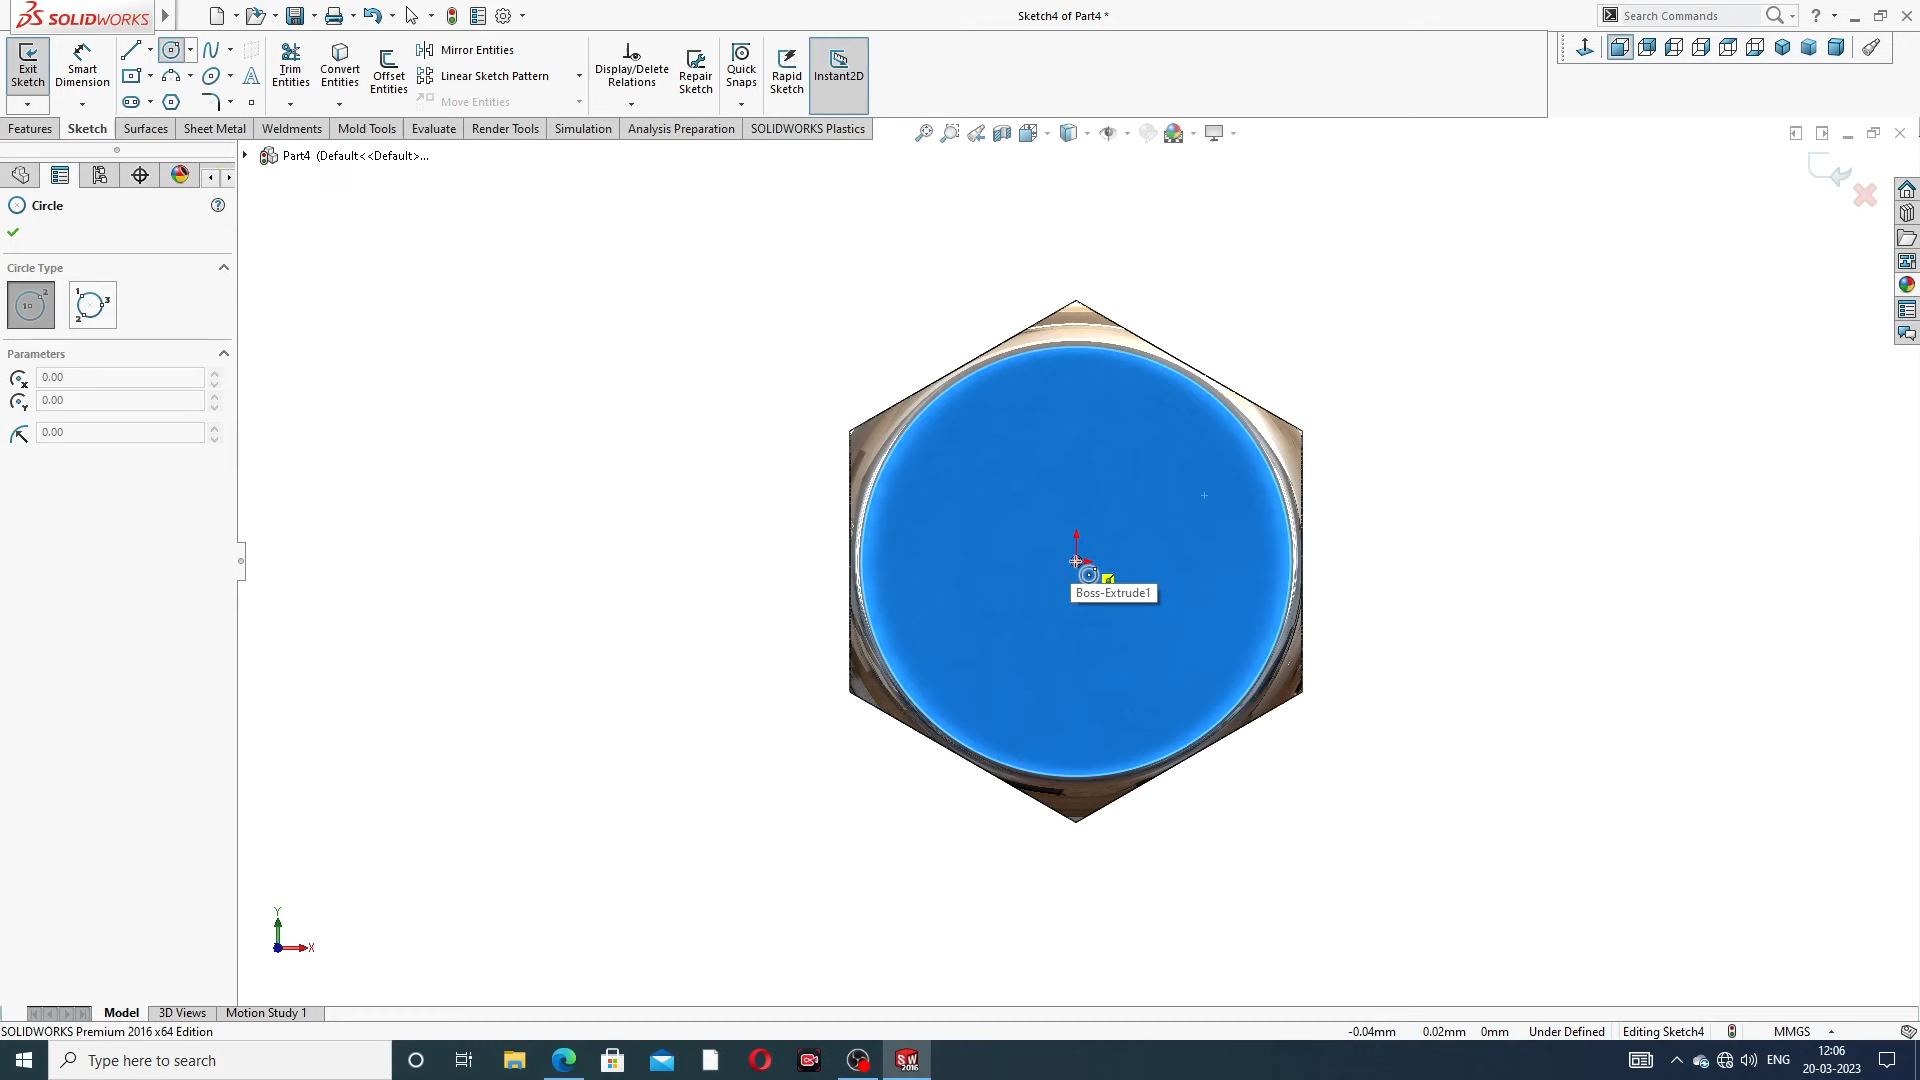 SOLIDWORKS
Sketch4 of Part4 *
Search Commands
Exit Sketch
Smart Dimension
Trim Entities
Convert Entities
Offset Entities
Mirror Entities
Linear Sketch Pattern
Move Entities
Display/Delete Relations
Repair Sketch
Quick Snaps
Rapid Sketch
Instant2D
Features
Sketch
Surfaces
Sheet Metal
Weldments
Mold Tools
Evaluate
Render Tools
Simulation
Analysis Preparation
SOLIDWORKS Plastics
Part4 (Default<<Default>...
Circle
Circle Type
Parameters
0.00
0.00
0.00
Boss-Extrude1
Y
X
Model
3D Views
Motion Study 1
SOLIDWORKS Premium 2016 x64 Edition
-0.04mm
0.02mm
0mm
Under Defined
Editing Sketch4
MMGS
Type here to search
SW
2016
ENG
12:06
20-03-2023